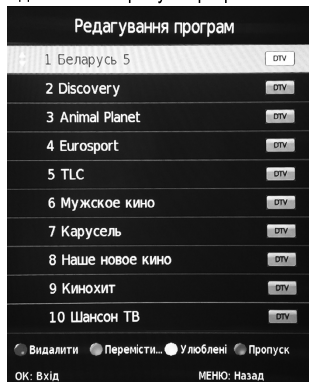 Редагування програм
1 Беларусь 5 DTV
2 Discovery DTV
3 Animal Planet DTV
4 Eurosport DTV
5 TLC DTV
6 Мужское кино DTV
7 Карусель DTV
8 Наше новое кино DTV
9 Кинохит DTV
10 Шансон ТВ DTV
Видалити Перемісти... Улюблені Пропуск
ОК: Вхід МЕНЮ: Назад